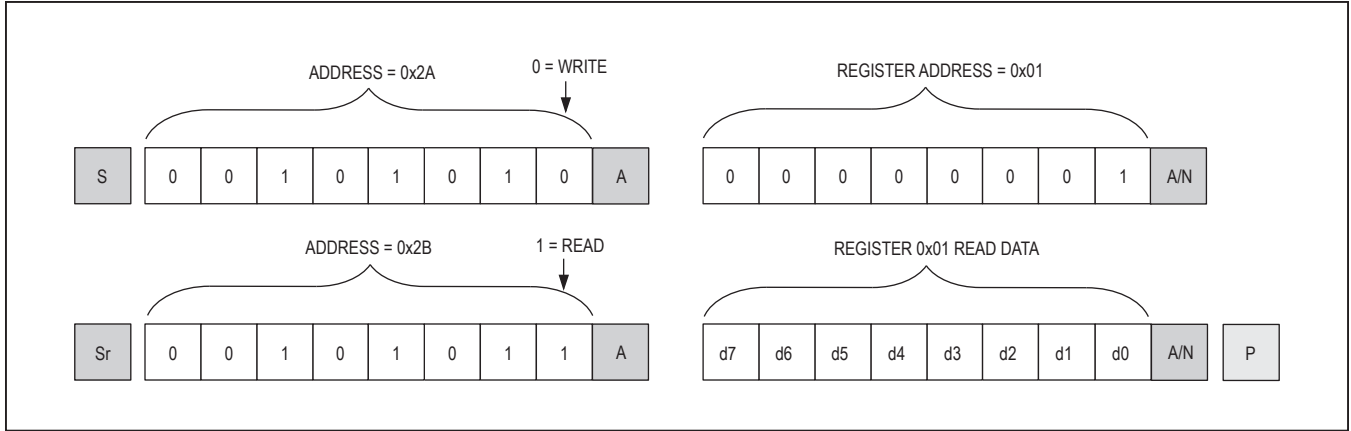 ADDRESS = 0x2A 0 = WRITE REGISTER ADDRESS = 0x01
S 0 0 1 0 1 0 1 0 A 0 0 0 0 0 0 0 1 A/N
ADDRESS = 0x2B 1 = READ REGISTER 0x01 READ DATA
Sr 0 0 1 0 1 0 1 1 A d7 d6 d5 d4 d3 d2 d1 d0 A/N P